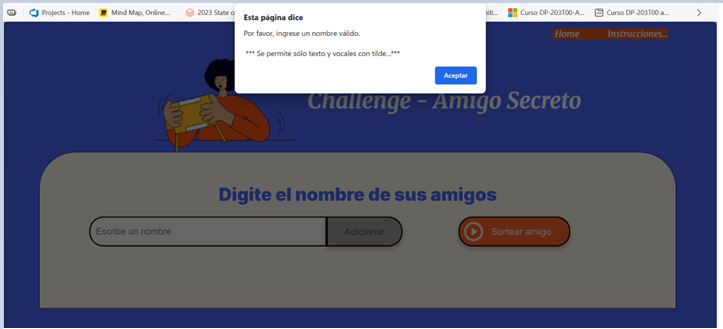 Projects - Home
Mind Map, Online...
2023 State o
Curso DP-203T00-A...
Curso DP-203T00 a...
Esta página dice
Por favor, ingrese un nombre válido.
*** Se permite sólo texto y vocales con tilde...***
Aceptar
Home
Instrucciones...
Challenge - Amigo Secreto
Digite el nombre de sus amigos
Escribe un nombre
Adicionar
Sortear amigo